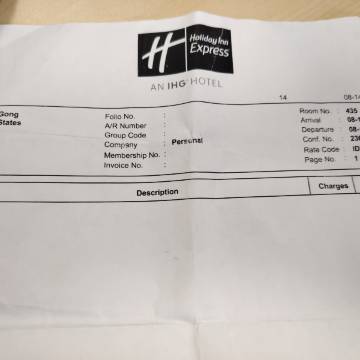 Holiday Inn
Express
AN IHG HOTEL
14 08-14
Gong
States
Folio No. :
A/R Number :
Group Code :
Company : Personal
Membership No. :
Invoice No. :
Room No. : 435
Arrival : 08-1
Departure : 08-
Conf. No. : 236
Rate Code : ID
Page No. : 1
Description Charges